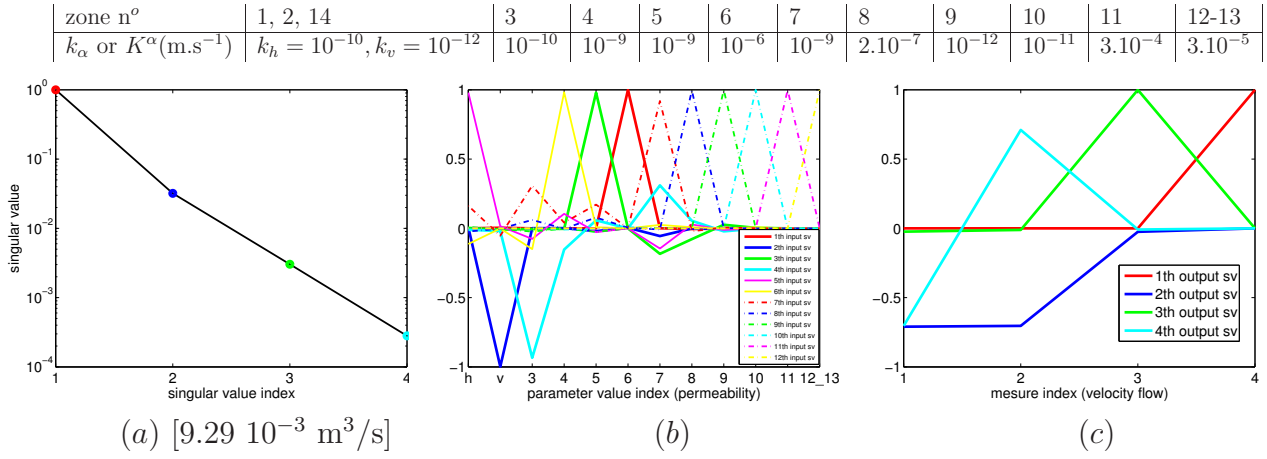 zone nᵒ 1, 2, 14 3 4 5 6 7 8 9 10 11 12-13
k_α or K^α(m.s⁻¹) k_h = 10⁻¹⁰, k_v = 10⁻¹² 10⁻¹⁰ 10⁻⁹ 10⁻⁹ 10⁻⁶ 10⁻⁹ 2.10⁻⁷ 10⁻¹² 10⁻¹¹ 3.10⁻⁴ 3.10⁻⁵
singular value
10⁰
10⁻¹
10⁻²
10⁻³
10⁻⁴
1 2 3 4
singular value index
(a) [9.29 10⁻³ m³/s]
1
0.5
0
−0.5
−1
1th input sv
2th input sv
3th input sv
4th input sv
5th input sv
6th input sv
7th input sv
8th input sv
9th input sv
10th input sv
11th input sv
12th input sv
h v 3 4 5 6 7 8 9 10 11 12_13
parameter value index (permeability)
(b)
1
0.5
0
−0.5
−1
1th output sv
2th output sv
3th output sv
4th output sv
1 2 3 4
mesure index (velocity flow)
(c)